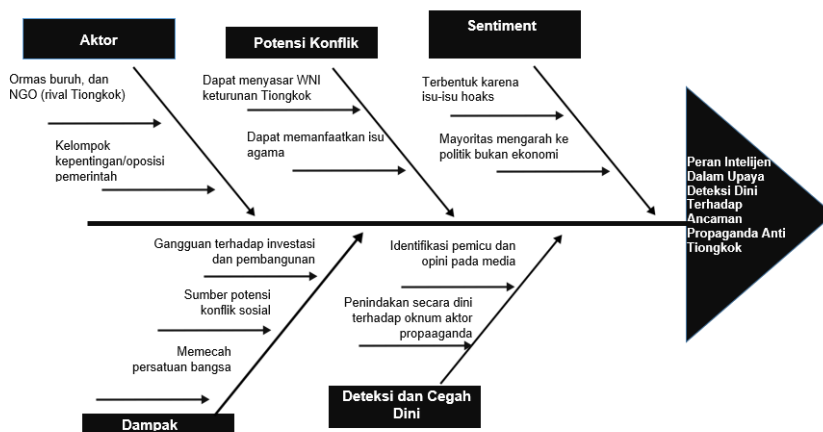 Aktor
Potensi Konflik
Sentiment
Ormas buruh, dan
NGO (rival Tiongkok)
Kelompok
kepentingan/oposisi
pemerintah
Dapat menyasar WNI
keturunan Tiongkok
Dapat memanfaatkan isu
agama
Terbentuk karena
isu-isu hoaks
Mayoritas mengarah ke
politik bukan ekonomi
Peran Intelijen
Dalam Upaya
Deteksi Dini
Terhadap
Ancaman
Propaganda Anti
Tiongkok
Gangguan terhadap investasi
dan pembangunan
Sumber potensi
konflik sosial
Memecah
persatuan bangsa
Identifikasi pemicu dan
opini pada media
Penindakan secara dini
terhadap oknum aktor
propaaganda
Dampak
Deteksi dan Cegah
Dini